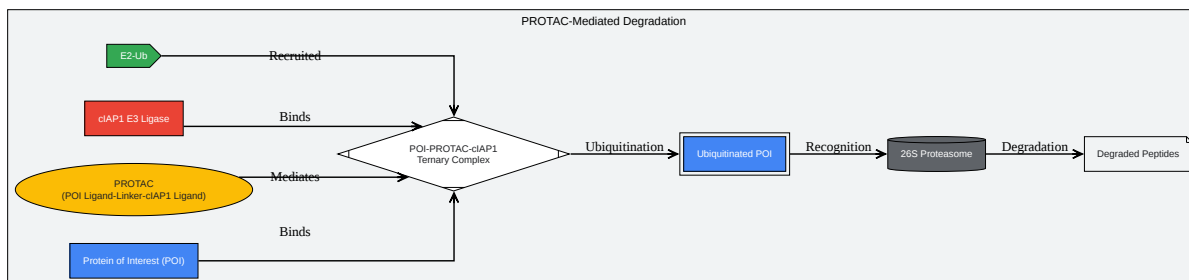 PROTAC-Mediated Degradation
E2-Ub
Recruited
cIAP1 E3 Ligase
Binds
PROTAC
(POI Ligand-Linker-cIAP1 Ligand)
Mediates
Protein of Interest (POI)
Binds
POI-PROTAC-cIAP1
Ternary Complex
Ubiquitination
Ubiquitinated POI
Recognition
26S Proteasome
Degradation
Degraded Peptides